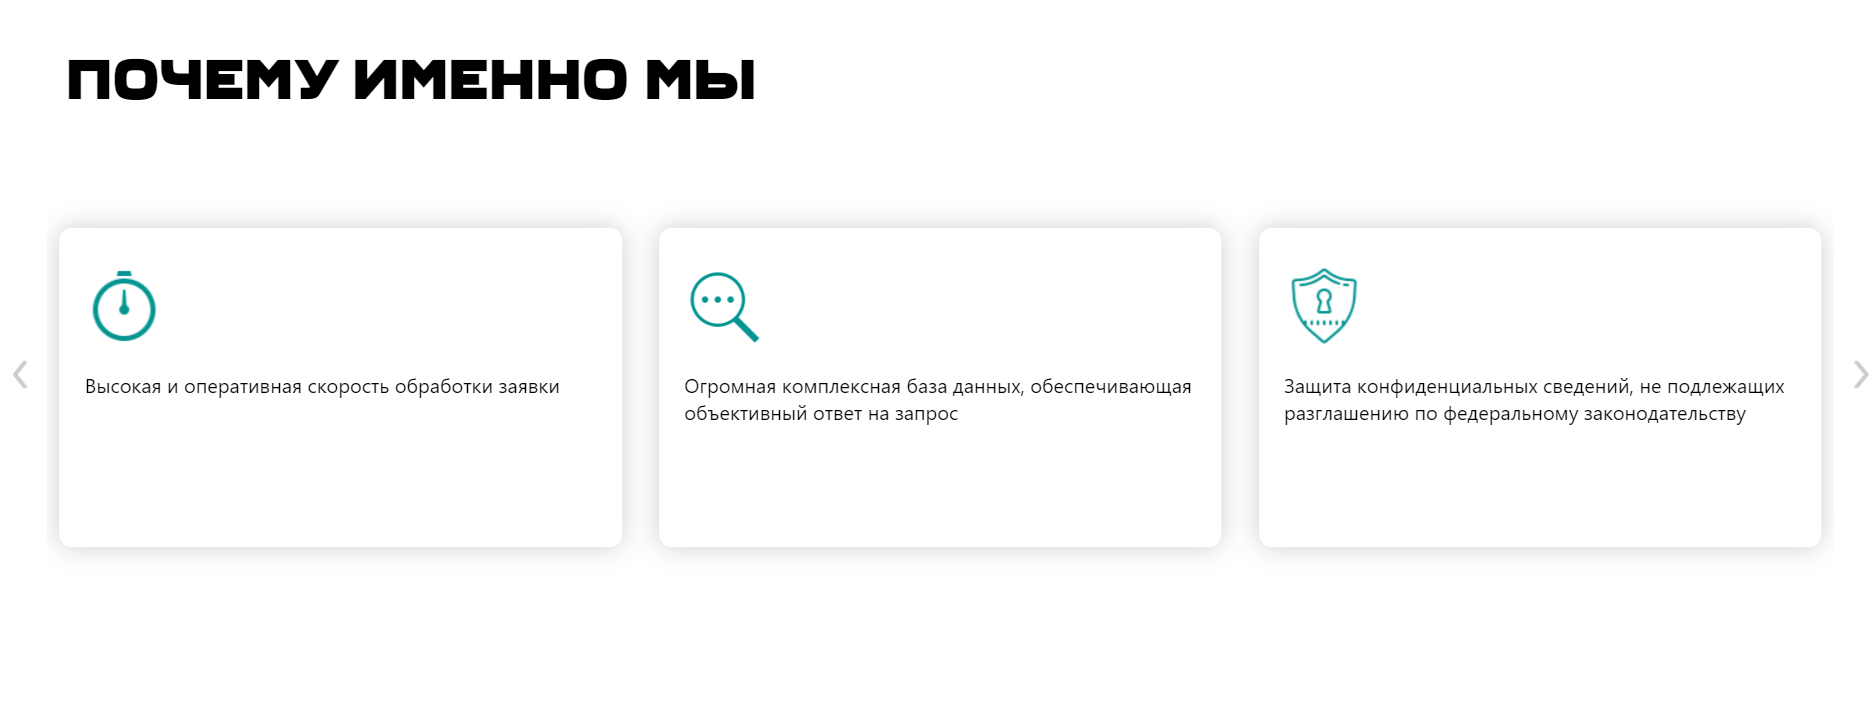 ПОЧЕМУ ИМЕННО МЫ
Высокая и оперативная скорость обработки заявки
Огромная комплексная база данных, обеспечивающая
объективный ответ на запрос
Защита конфиденциальных сведений, не подлежащих
разглашению по федеральному законодательству